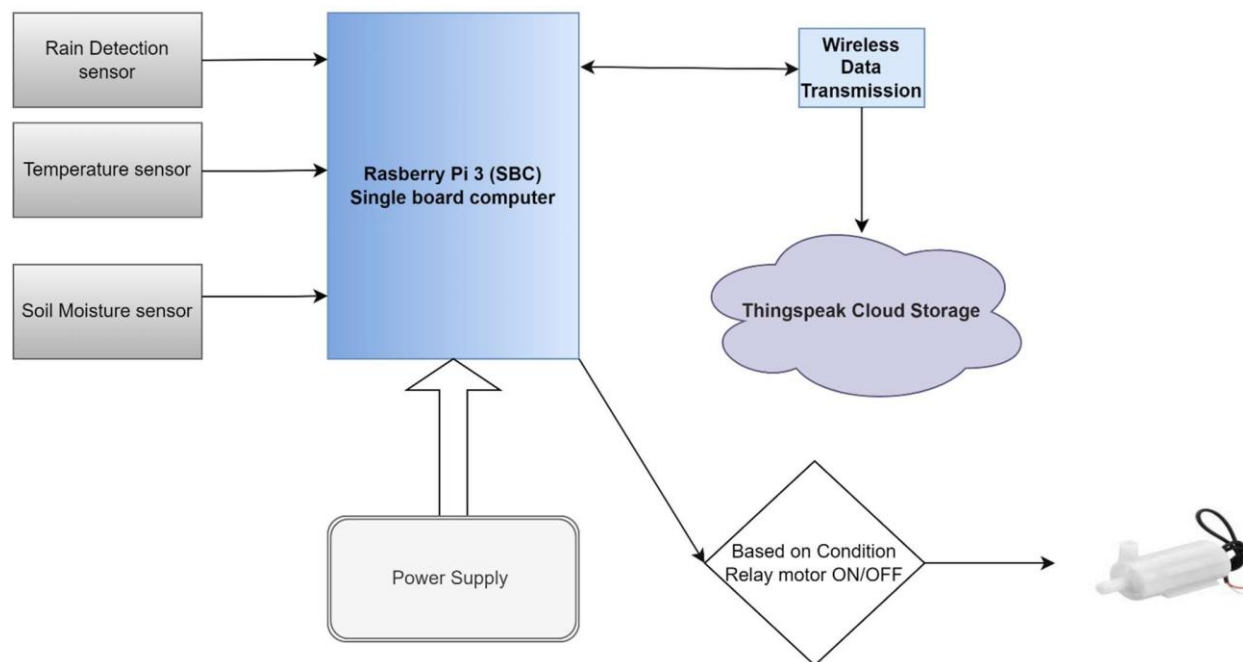 Rain Detection
sensor
Temperature sensor
Soil Moisture sensor
Rasberry Pi 3 (SBC)
Single board computer
Wireless
Data
Transmission
Thingspeak Cloud Storage
Power Supply
Based on Condition
Relay motor ON/OFF